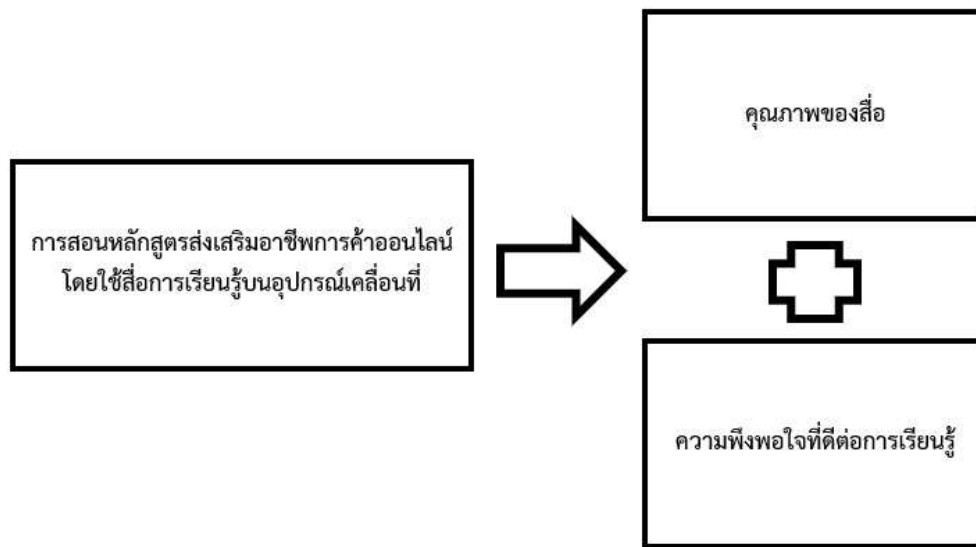 คุณภาพของสื่อ
การสอนหลักสูตรส่งเสริมอาชีพการค้าออนไลน์
โดยใช้สื่อการเรียนรู้บนอุปกรณ์เคลื่อนที่
ความพึงพอใจที่ดีต่อการเรียนรู้